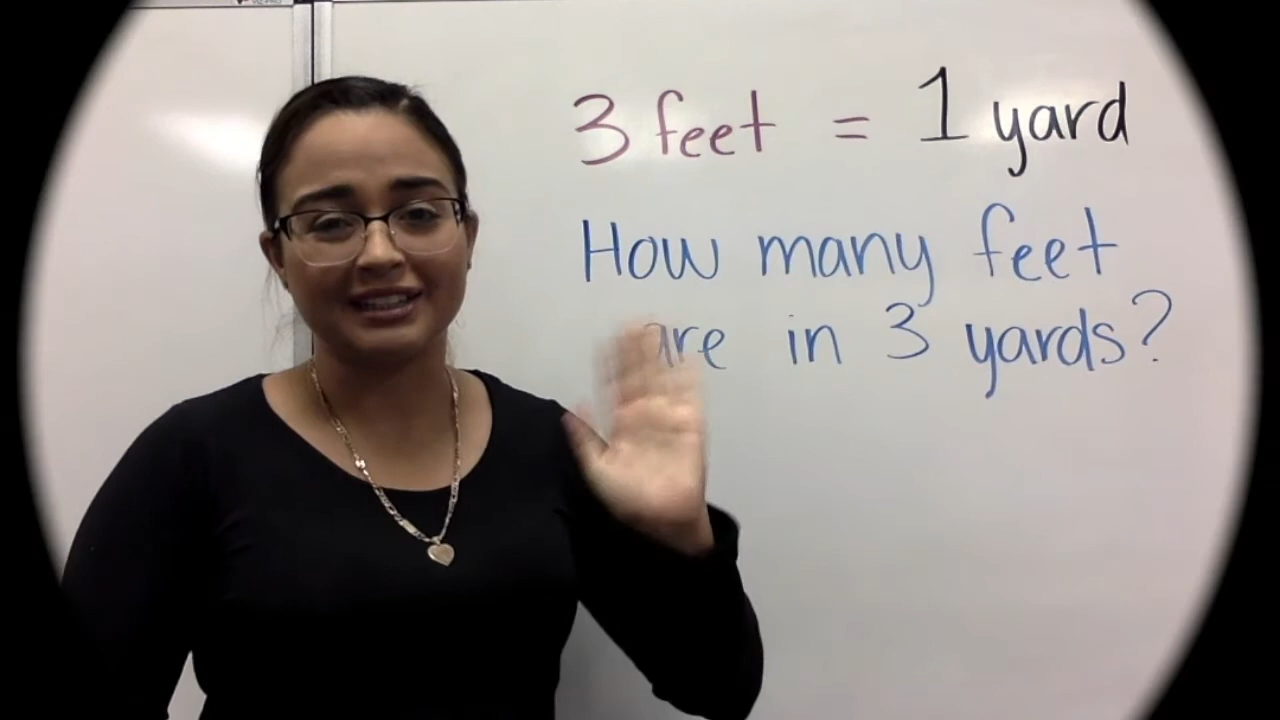 3 feet = 1 yard
How many feet
are in 3 yards?